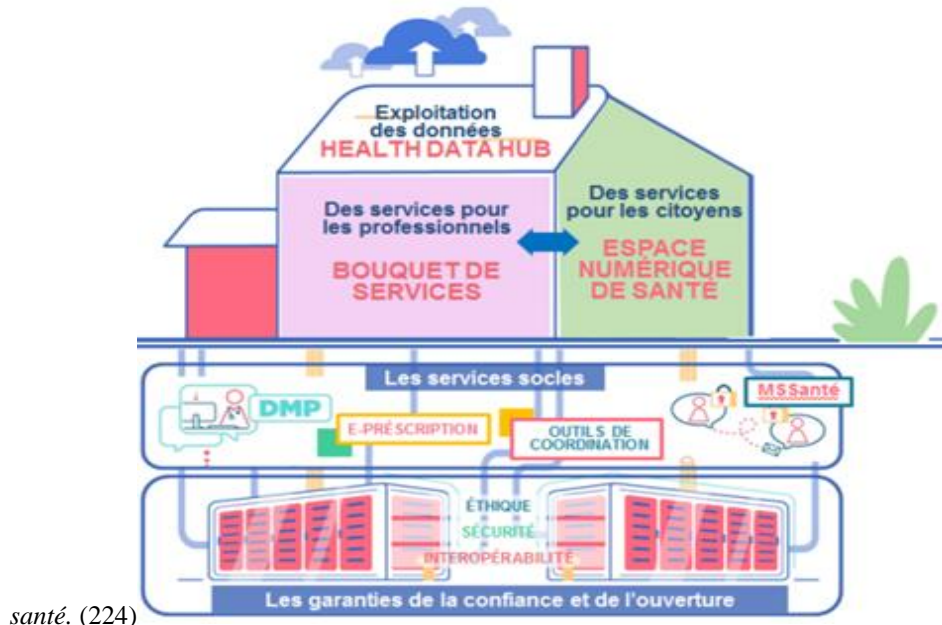 Exploitation
des données
HEALTH DATA HUB
Des services pour
les professionnels
BOUQUET DE
SERVICES
Des services
pour les citoyens
ESPACE
NUMÉRIQUE
DE SANTÉ
Les services socles
DMP
E-PRÉSCRIPTION
OUTILS DE
COORDINATION
MSSanté
ÉTHIQUE
SÉCURITÉ
INTEROPÉRABILITÉ
Les garanties de la confiance et de l'ouverture
santé. (224)